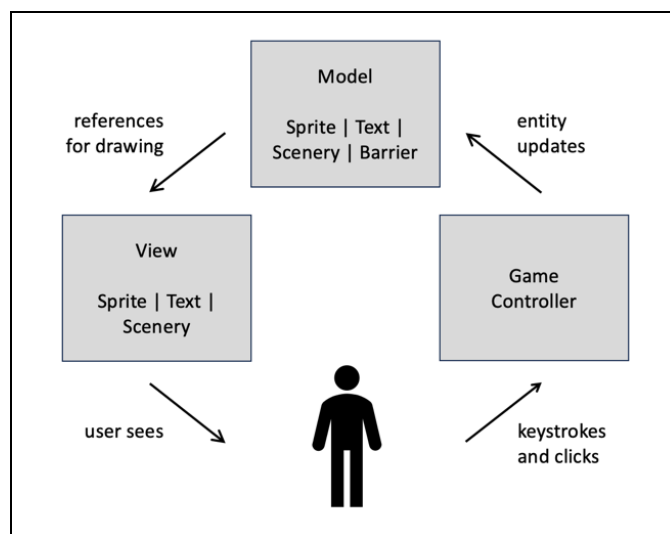 Model
Sprite | Text |
Scenery | Barrier
references
for drawing
entity
updates
View
Sprite | Text |
Scenery
Game
Controller
user sees
keystrokes
and clicks